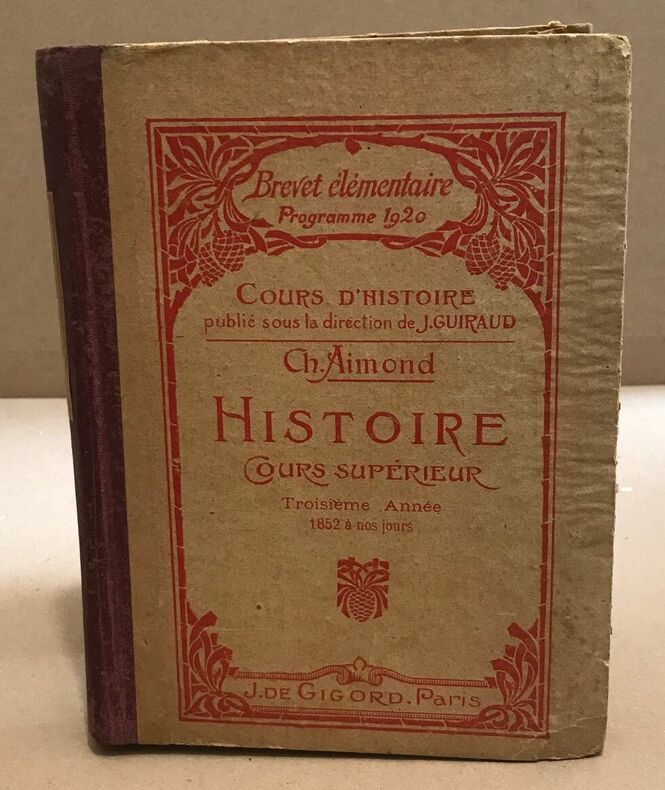 Brevet élémentaire
Programme 1920
COURS D'HISTOIRE
publié sous la direction de J. GUIRAUD
Ch. Aimond
HISTOIRE
COURS SUPÉRIEUR
Troisième Année
1852 à nos jours
J. DE GIGORD. Paris